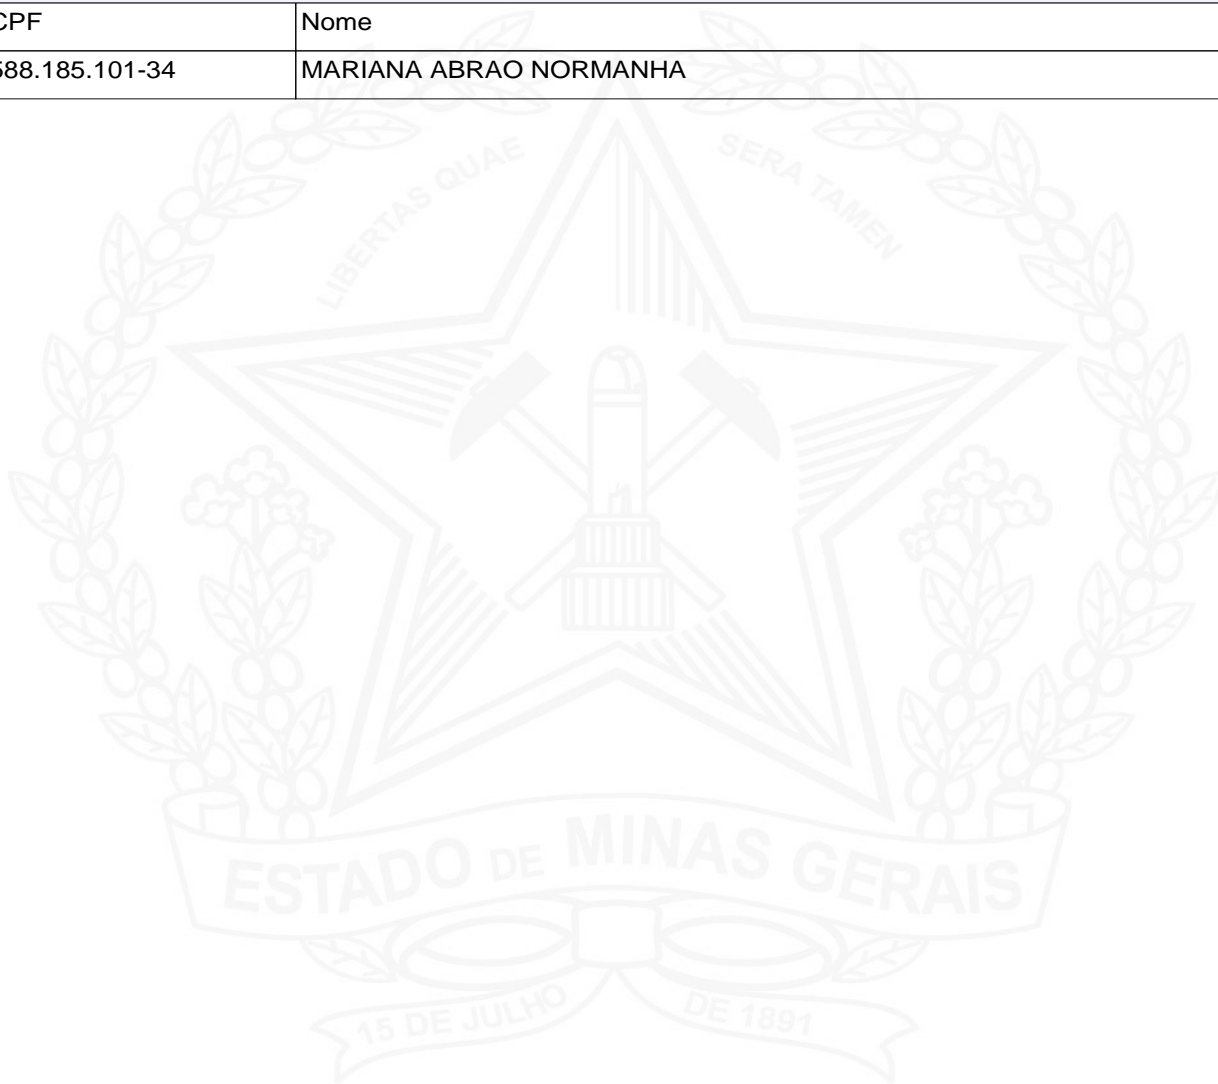 CPF Nome
588.185.101-34 MARIANA ABRAO NORMANHA
LIBERTAS QUAE SERA TAMEN
ESTADO DE MINAS GERAIS
15 DE JULHO DE 1891